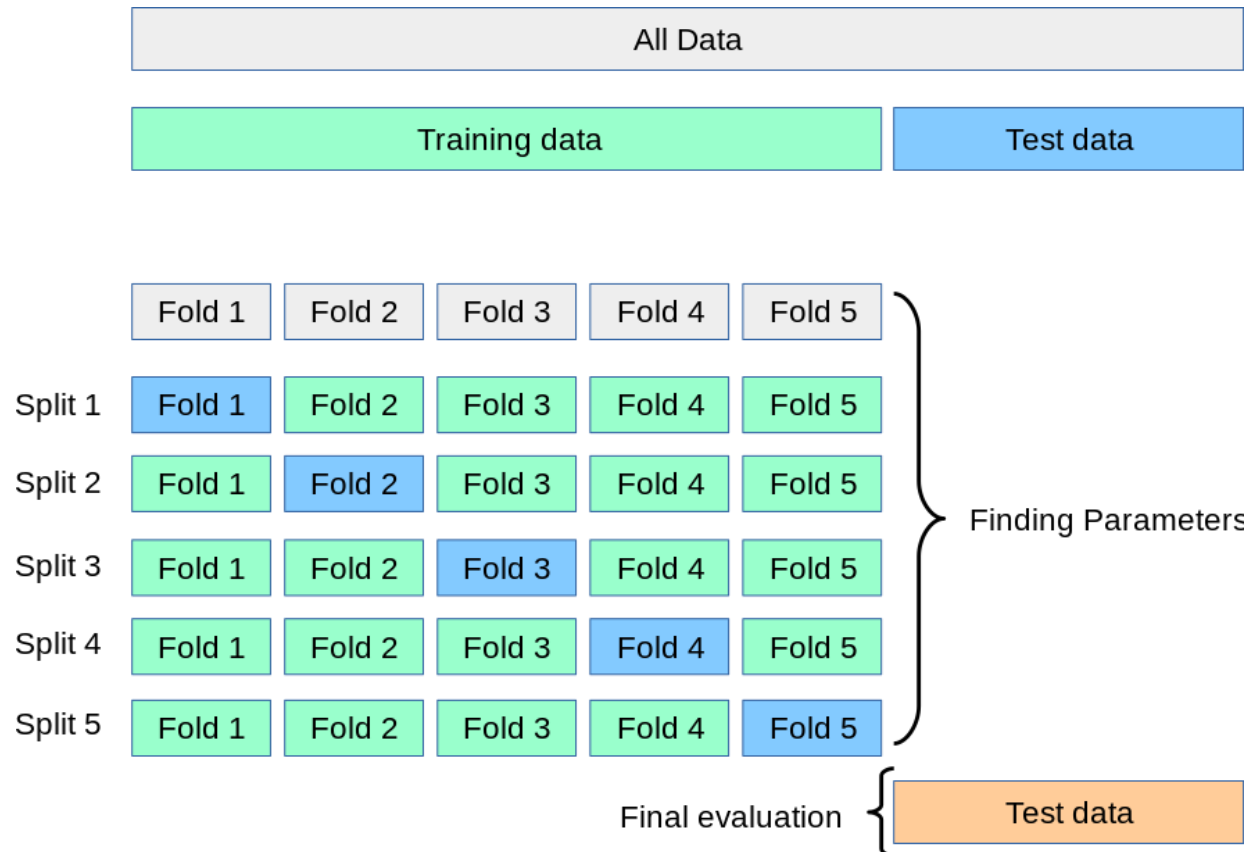 All Data
Training data Test data
Fold 1 Fold 2 Fold 3 Fold 4 Fold 5
Split 1 Fold 1 Fold 2 Fold 3 Fold 4 Fold 5
Split 2 Fold 1 Fold 2 Fold 3 Fold 4 Fold 5
Finding Parameters
Split 3 Fold 1 Fold 2 Fold 3 Fold 4 Fold 5
Split 4 Fold 1 Fold 2 Fold 3 Fold 4 Fold 5
Split 5 Fold 1 Fold 2 Fold 3 Fold 4 Fold 5
Final evaluation Test data